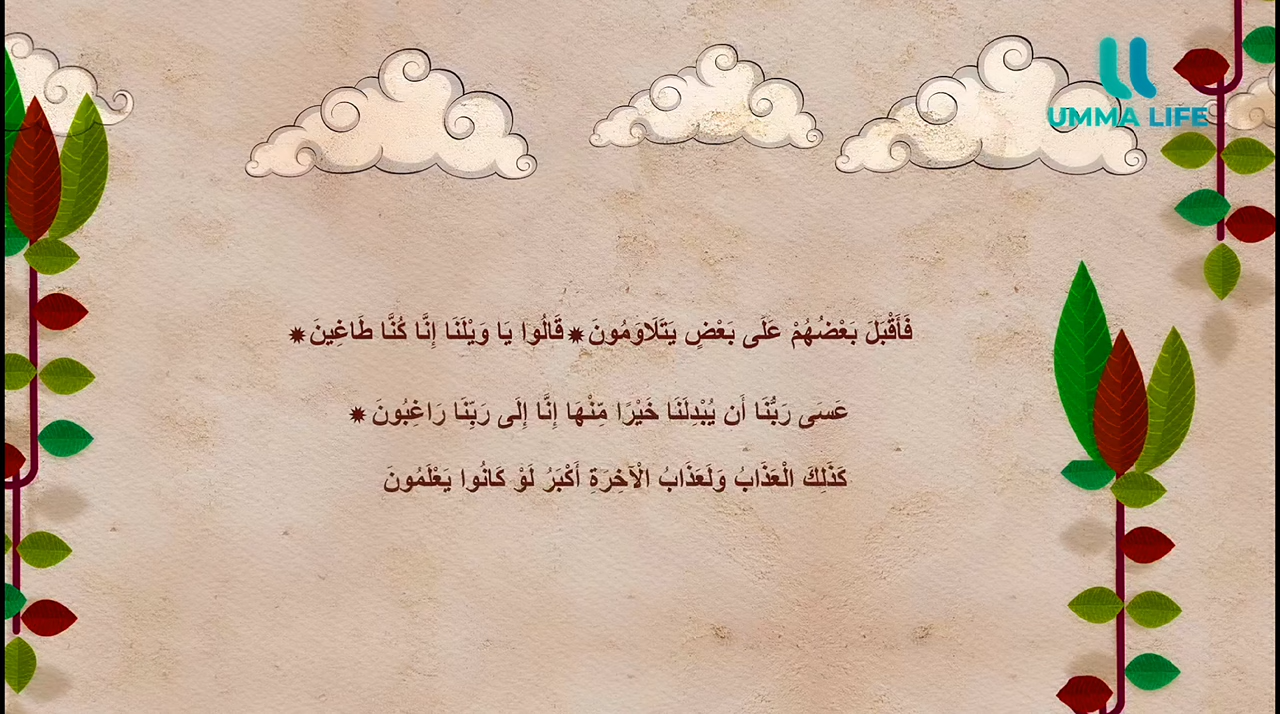 UMMA LIFE
فَأَقْبَلَ بَعْضُهُمْ عَلَى بَعْضٍ يَتَلَاوَمُونَ ✷ قَالُوا يَا وَيْلَنَا إِنَّا كُنَّا طَاغِينَ ✷
عَسَى رَبُّنَا أَن يُبْدِلَنَا خَيْرًا مِّنْهَا إِنَّا إِلَى رَبِّنَا رَاغِبُونَ ✷
كَذَلِكَ الْعَذَابُ وَلَعَذَابُ الْآخِرَةِ أَكْبَرُ لَوْ كَانُوا يَعْلَمُونَ